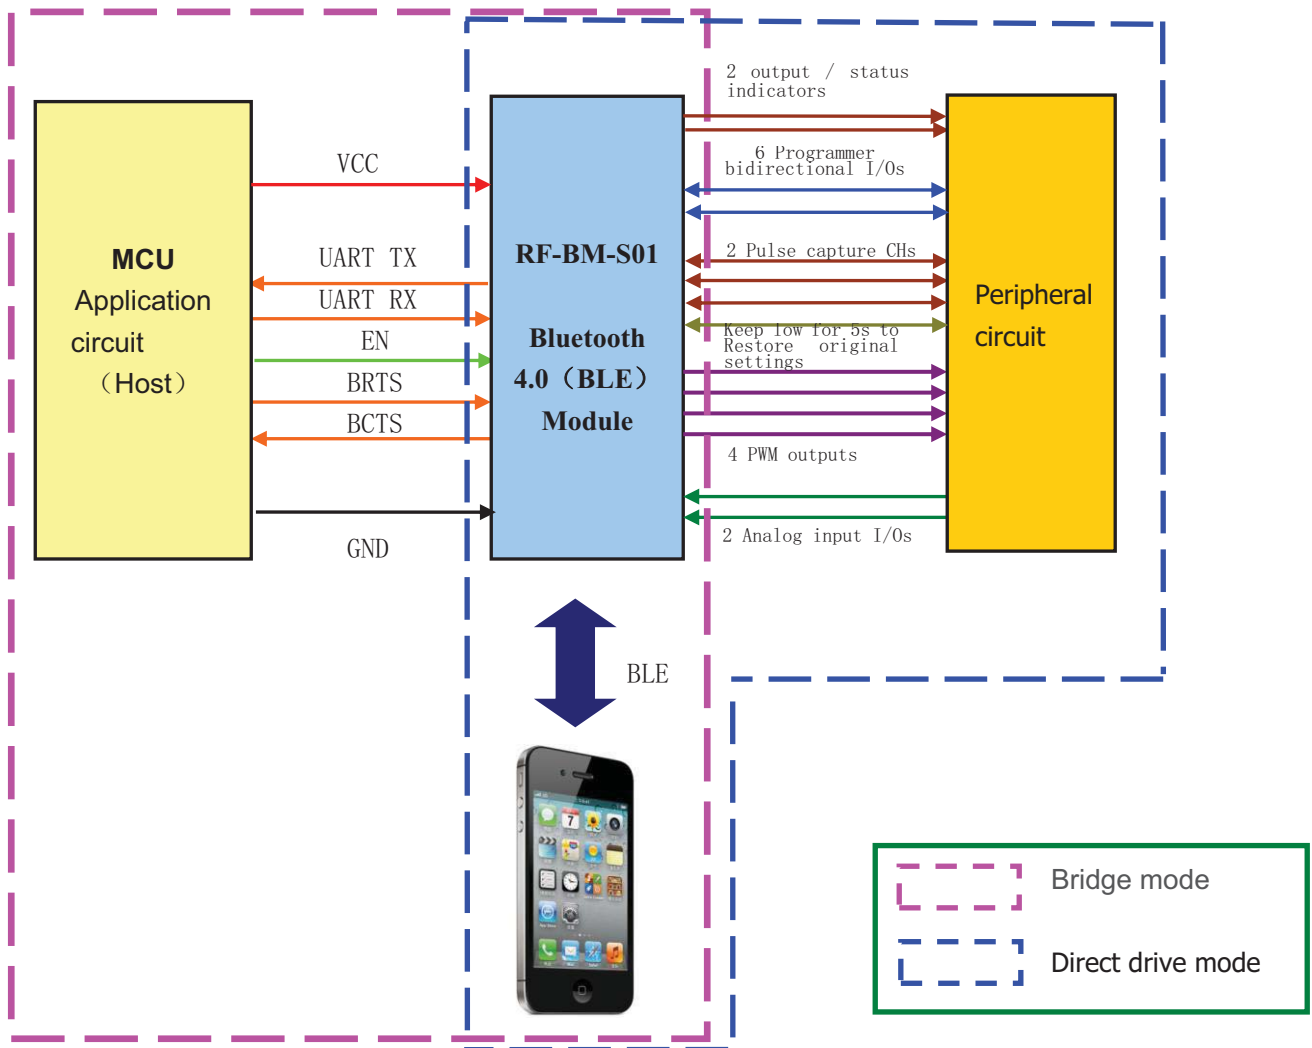 MCU
Application
circuit
（Host）
VCC
UART TX
UART RX
EN
BRTS
BCTS
GND
RF-BM-S01
Bluetooth
4.0（BLE）
Module
2 output / status
indicators
6 Programmer
bidirectional I/Os
2 Pulse capture CHs
Keep low for 5s to
Restore original
settings
4 PWM outputs
2 Analog input I/Os
Peripheral
circuit
BLE
7
Bridge mode
Direct drive mode